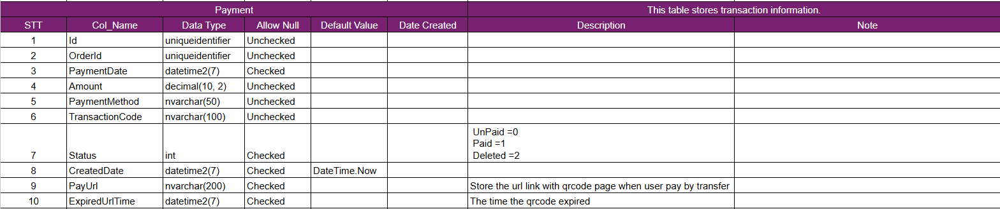 Payment This table stores transaction information.
STT Col_Name Data Type Allow Null Default Value Date Created Description Note
1 Id uniqueidentifier Unchecked
2 OrderId uniqueidentifier Unchecked
3 PaymentDate datetime2(7) Checked
4 Amount decimal(10, 2) Unchecked
5 PaymentMethod nvarchar(50) Unchecked
6 TransactionCode nvarchar(100) Unchecked
UnPaid =0
Paid =1
7 Status int Checked Deleted =2
8 CreatedDate datetime2(7) Checked DateTime.Now
9 PayUrl nvarchar(200) Checked Store the url link with qrcode page when user pay by transfer
10 ExpiredUrlTime datetime2(7) Checked The time the qrcode expired